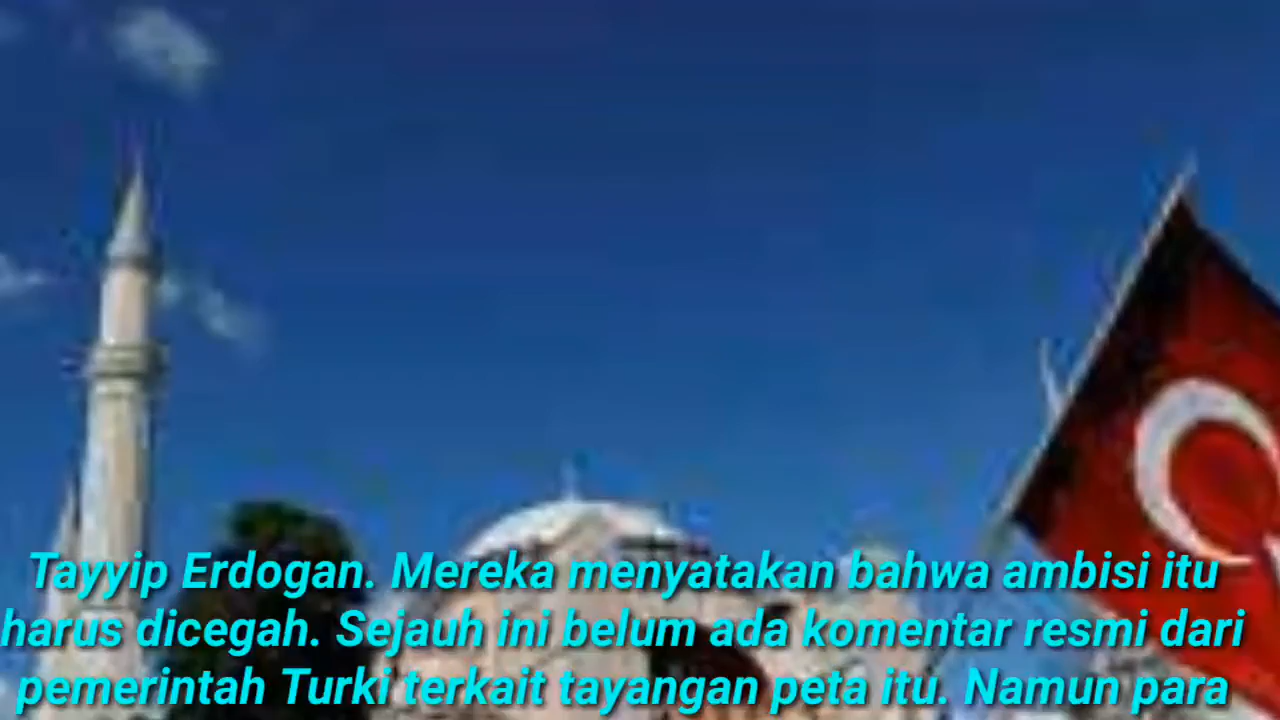 Tayyip Erdogan. Mereka menyatakan bahwa ambisi itu
harus dicegah. Sejauh ini belum ada komentar resmi dari
pemerintah Turki terkait tayangan peta itu. Namun para